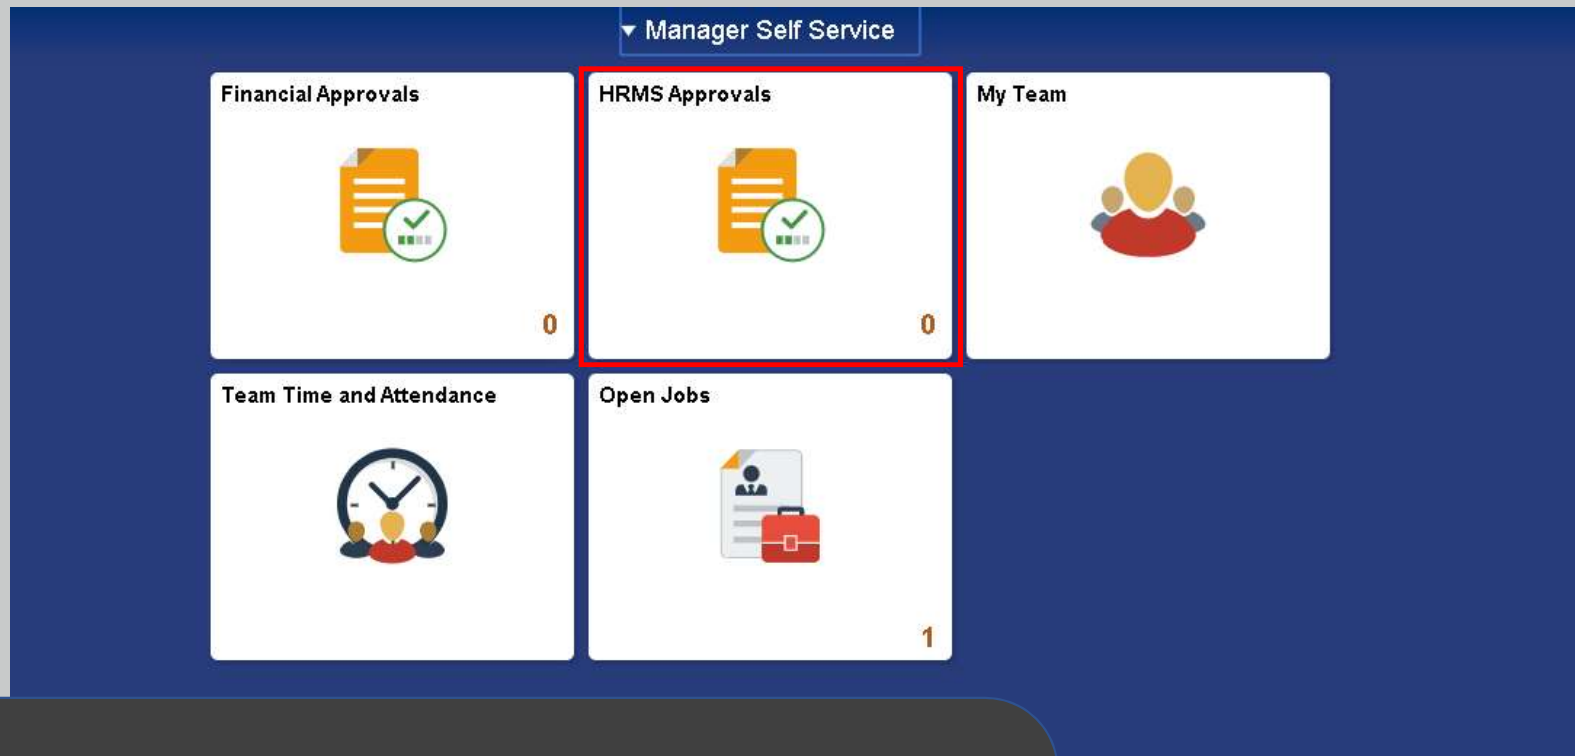 Manager Self Service
Financial Approvals
HRMS Approvals
My Team
0
0
Team Time and Attendance
Open Jobs
1